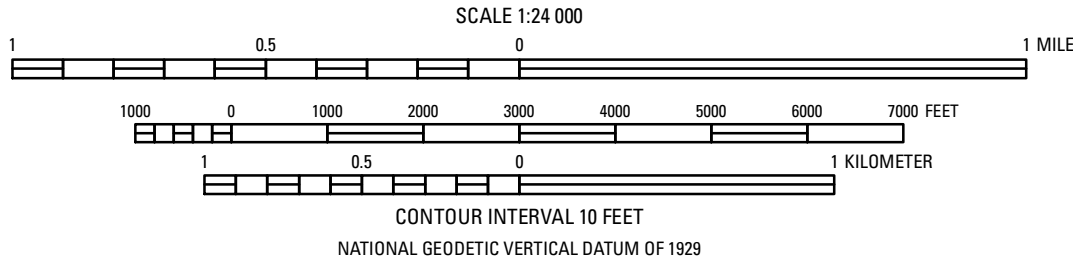 SCALE 1:24 000
1 0.5 0 1 MILE
1000 0 1000 2000 3000 4000 5000 6000 7000 FEET
1 0.5 0 1 KILOMETER
CONTOUR INTERVAL 10 FEET
NATIONAL GEODETIC VERTICAL DATUM OF 1929